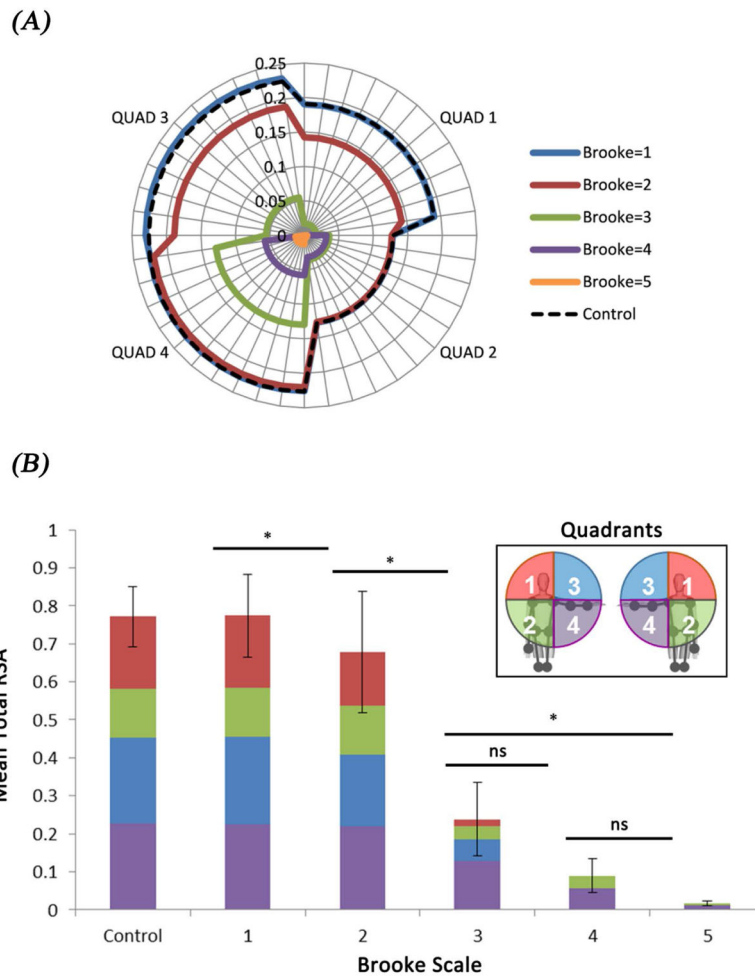 (A)
0.25
0.2
0.15
0.1
0.05
0
QUAD 3
QUAD 1
QUAD 4
QUAD 2
Brooke=1
Brooke=2
Brooke=3
Brooke=4
Brooke=5
Control
(B)
Mean Total RSA
1
0.9
0.8
0.7
0.6
0.5
0.4
0.3
0.2
0.1
0
*
*
*
ns
ns
Quadrants
1 3 3 1
2 4 4 2
Control 1 2 3 4 5
Brooke Scale